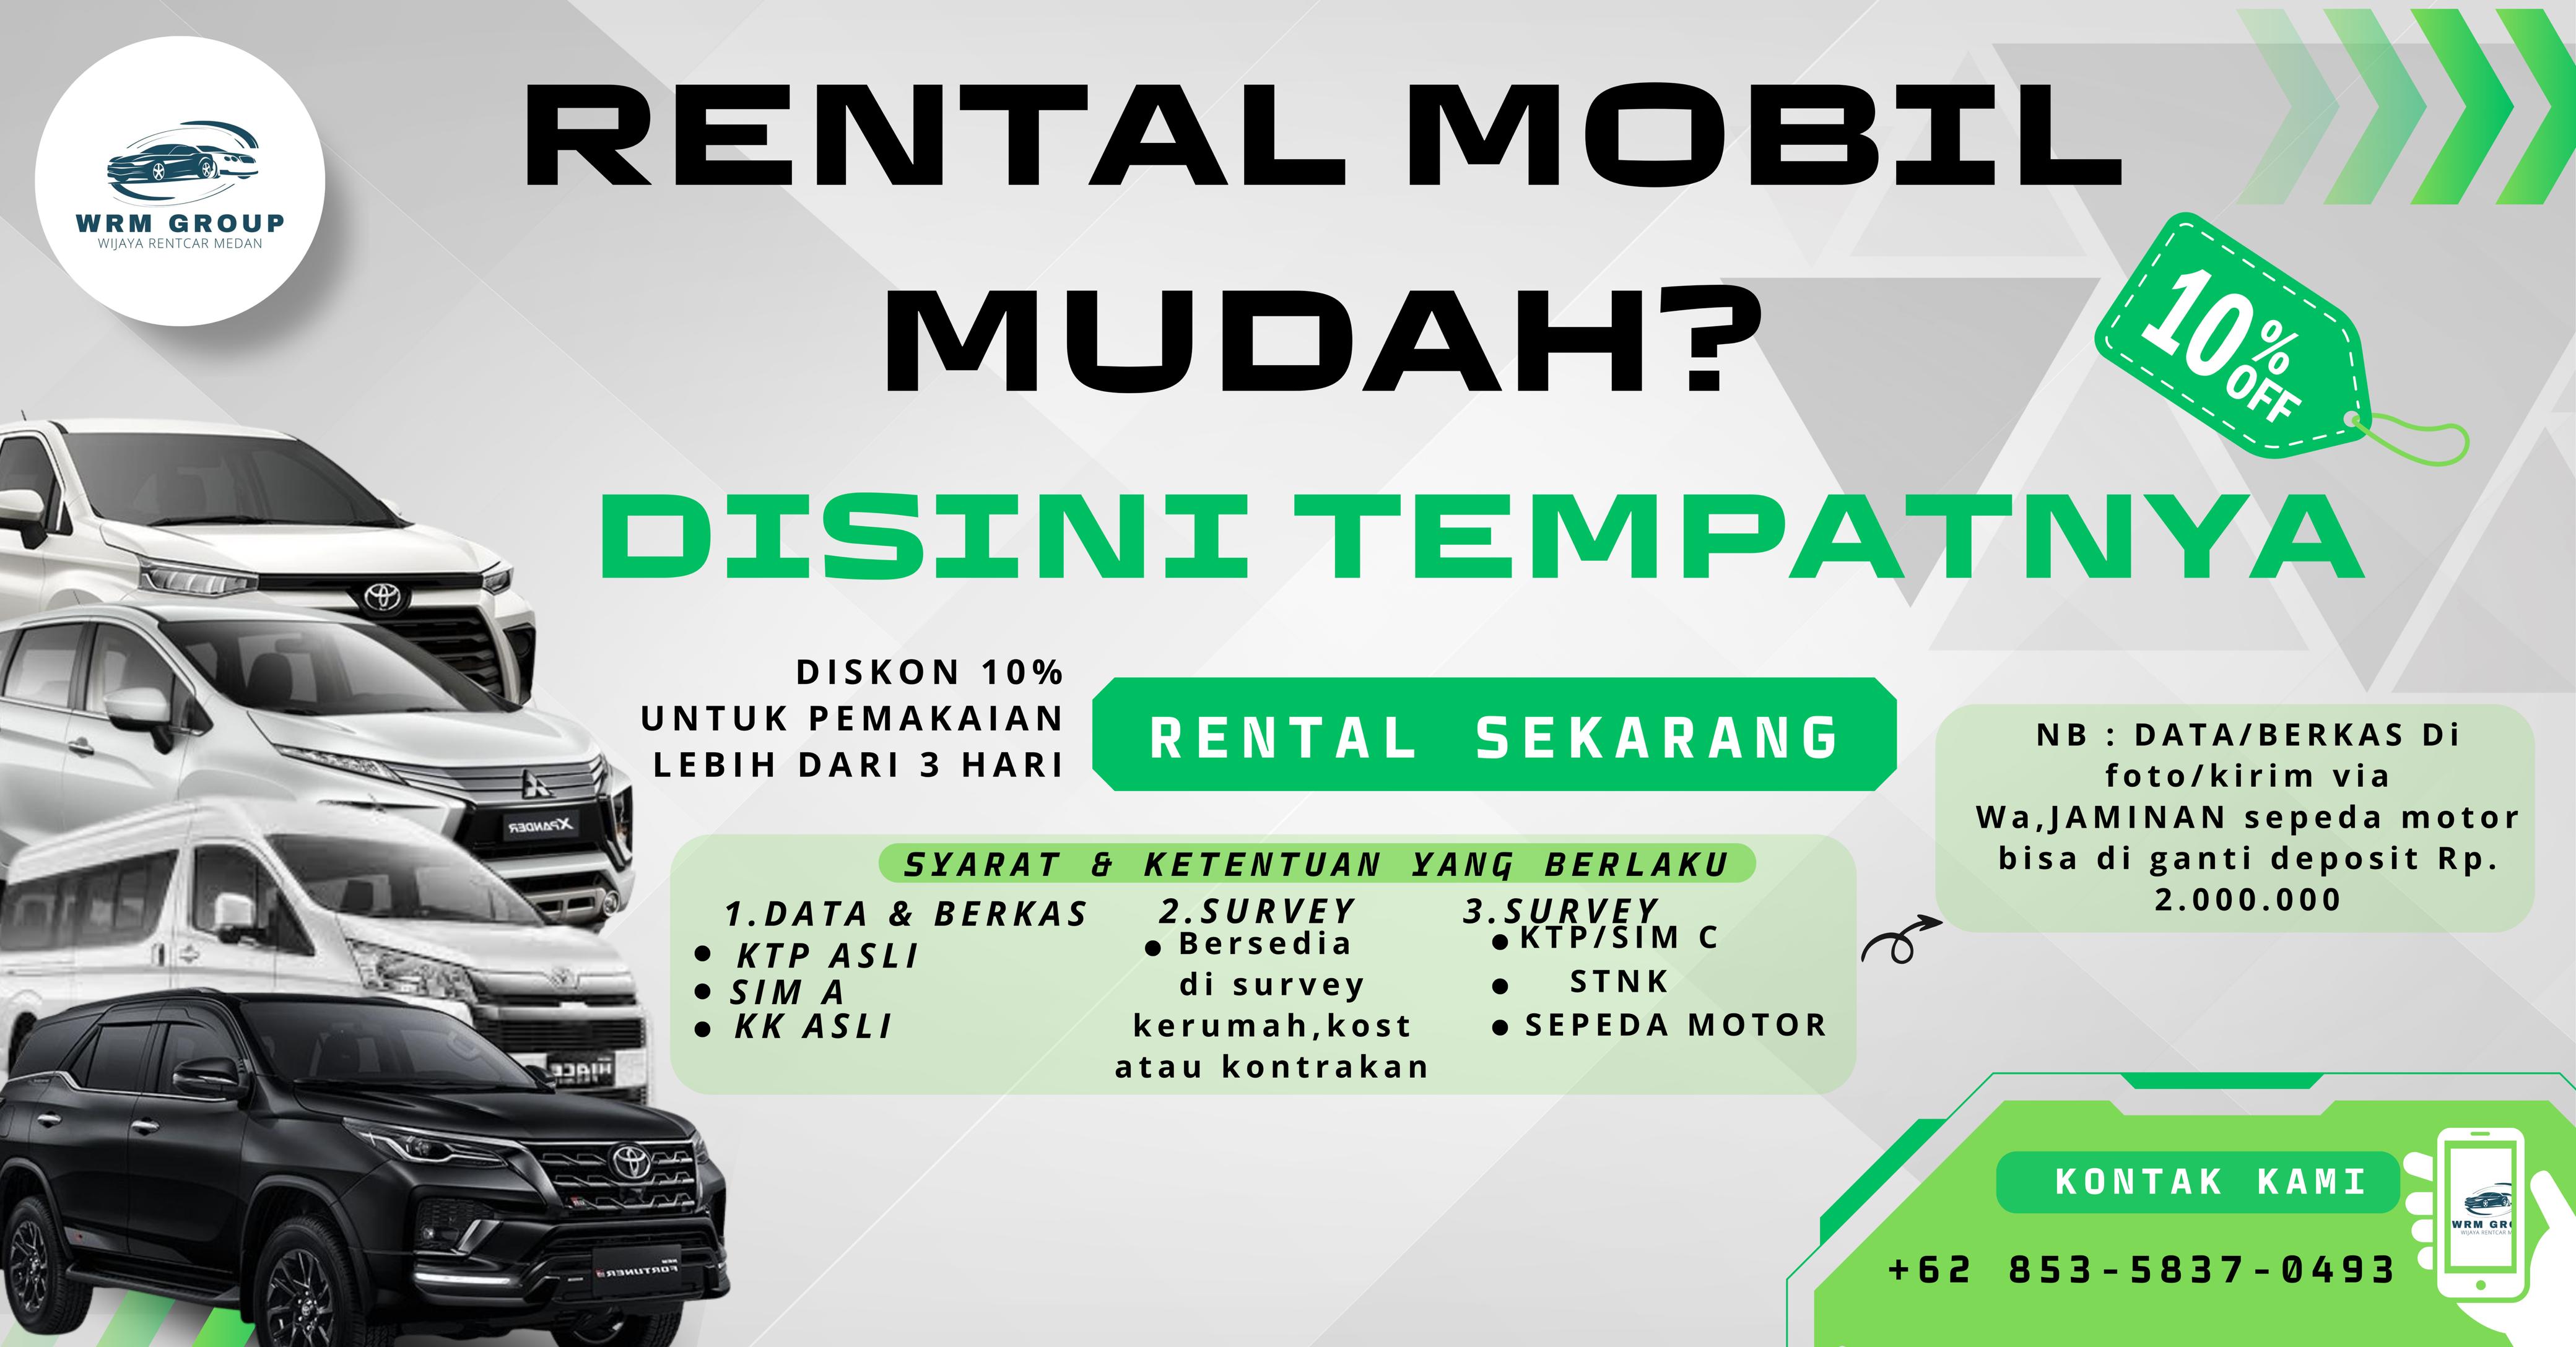 WRM GROUP
WIJAYA RENTCAR MEDAN
RENTAL MOBIL
MUDAH?
10% OFF
DISINI TEMPATNYA
DISKON 10%
UNTUK PEMAKAIAN
LEBIH DARI 3 HARI
RENTAL SEKARANG
NB : DATA/BERKAS Di
foto/kirim via
Wa,JAMINAN sepeda motor
bisa di ganti deposit Rp.
2.000.000
SYARAT & KETENTUAN YANG BERLAKU
1.DATA & BERKAS
KTP ASLI
SIM A
KK ASLI
2.SURVEY
Bersedia
di survey
kerumah,kost
atau kontrakan
3.SURVEY
KTP/SIM C
STNK
SEPEDA MOTOR
XPANDER
HIACE
FORTUNER
KONTAK KAMI
+62 853-5837-0493
WRM GR